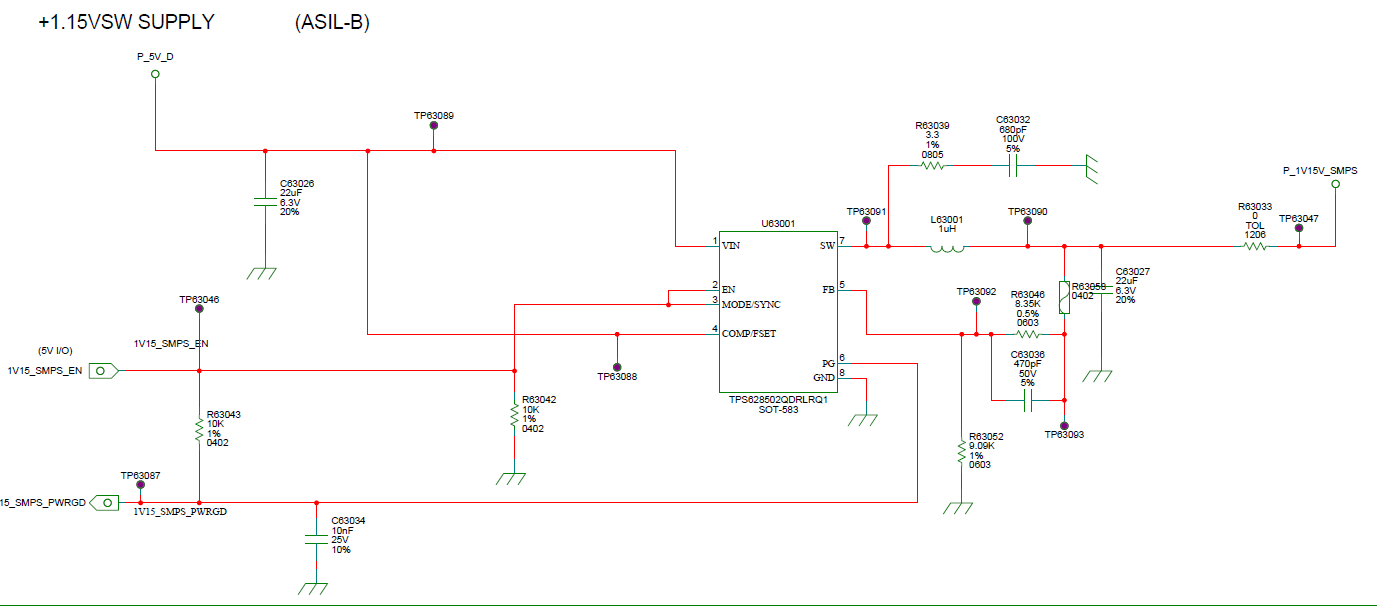 +1.15VSW SUPPLY (ASIL-B)
P_5V_D
TP63089
C63026
22uF
6.3V
20%
R63039
3.3
1%
0805
C63032
680pF
100V
5%
P_1V15V_SMPS
R63033
0
TOL
1206
TP63047
TP63091
L63001
1uH
TP63090
U63001
1 VIN
SW 7
2 EN
3 MODE/SYNC
FB 5
4 COMP/FSET
PG 6
GND 8
TPS628502QDRLRQ1
SOT-583
TP63092
R63046
8.35K
0.5%
0603
0402
C63027
22uF
6.3V
20%
C63036
470pF
50V
5%
TP63093
R63052
9.09K
1%
0603
TP63046
1V15_SMPS_EN
(5V I/O)
1V15_SMPS_EN
TP63088
R63043
10K
1%
0402
R63042
10K
1%
0402
TP63087
15_SMPS_PWRGD
1V15_SMPS_PWRGD
C63034
10nF
25V
10%